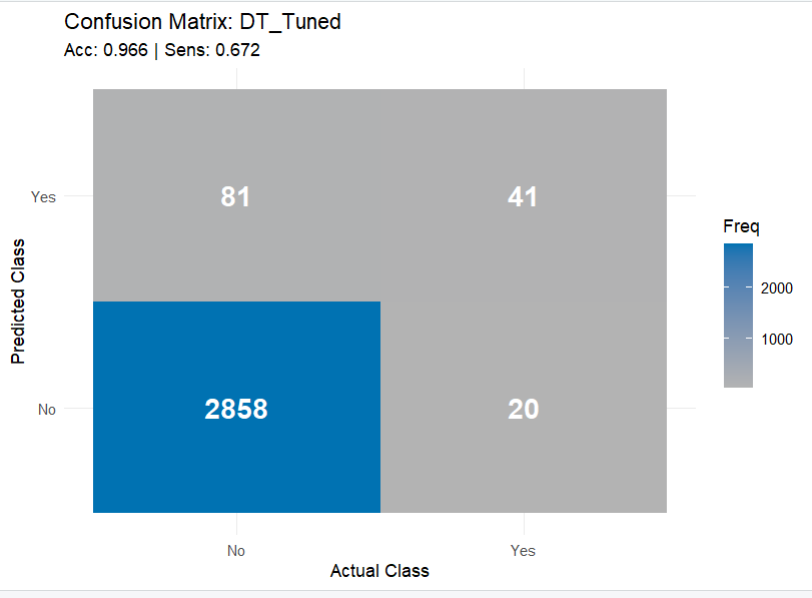 Confusion Matrix: DT_Tuned
Acc: 0.966 | Sens: 0.672
Predicted Class
Yes
81
41
No
2858
20
No
Yes
Actual Class
Freq
2000
1000